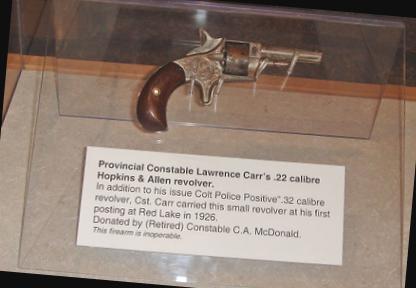 Provincial Constable Lawrence Carr's .22 calibre
Hopkins & Allen revolver.
In addition to his issue Colt Police Positive ".32 calibre
revolver, Cst. Carr carried this small revolver at his first
posting at Red Lake in 1926.
Donated by (Retired) Constable C.A. McDonald.
This firearm is inoperable.